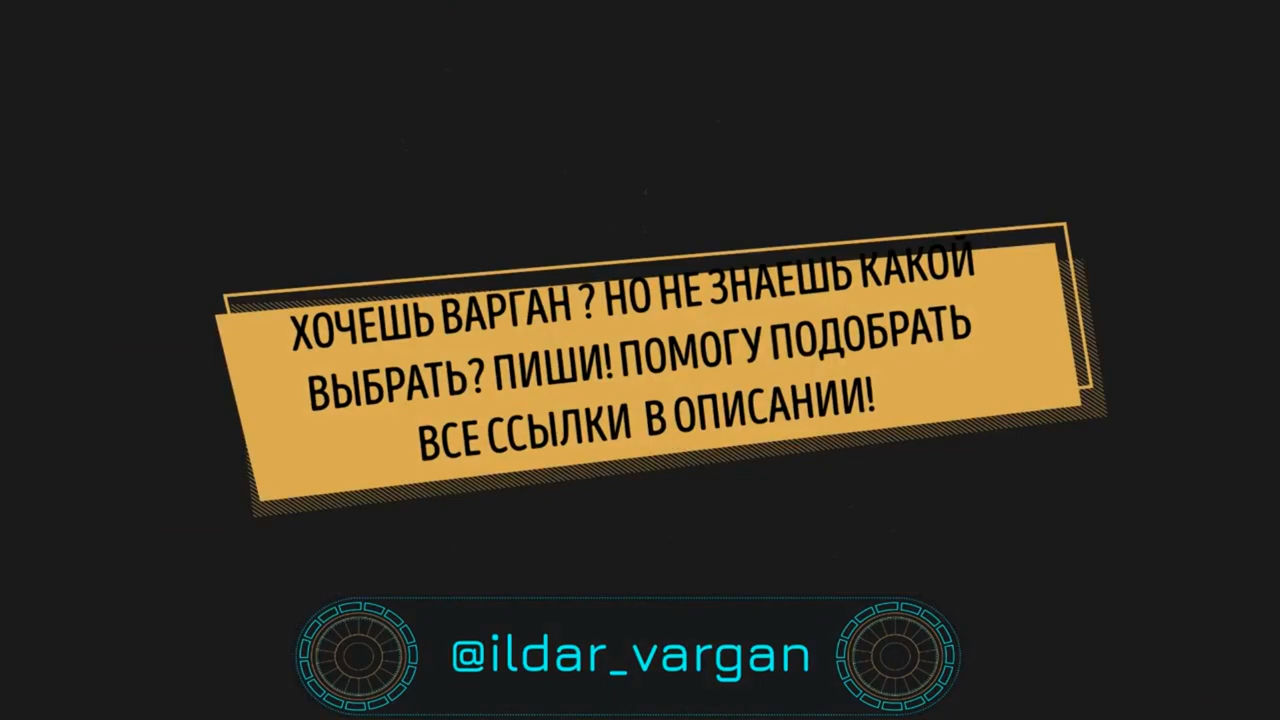 ХОЧЕШЬ ВАРГАН ? НО НЕ ЗНАЕШЬ КАКОЙ
ВЫБРАТЬ? ПИШИ! ПОМОГУ ПОДОБРАТЬ
ВСЕ ССЫЛКИ В ОПИСАНИИ!
@ildar_vargan